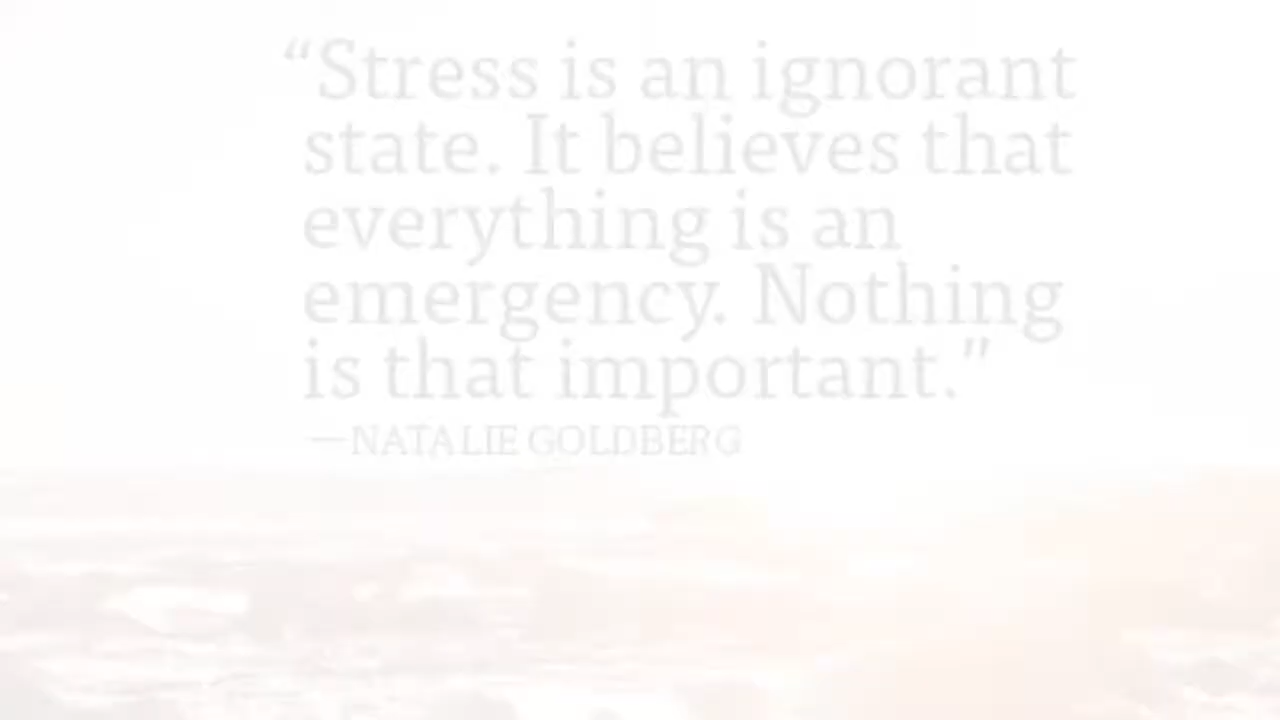 “Stress is an ignorant
state. It believes that
everything is an
emergency. Nothing
is that important.”
—NATALIE GOLDBERG